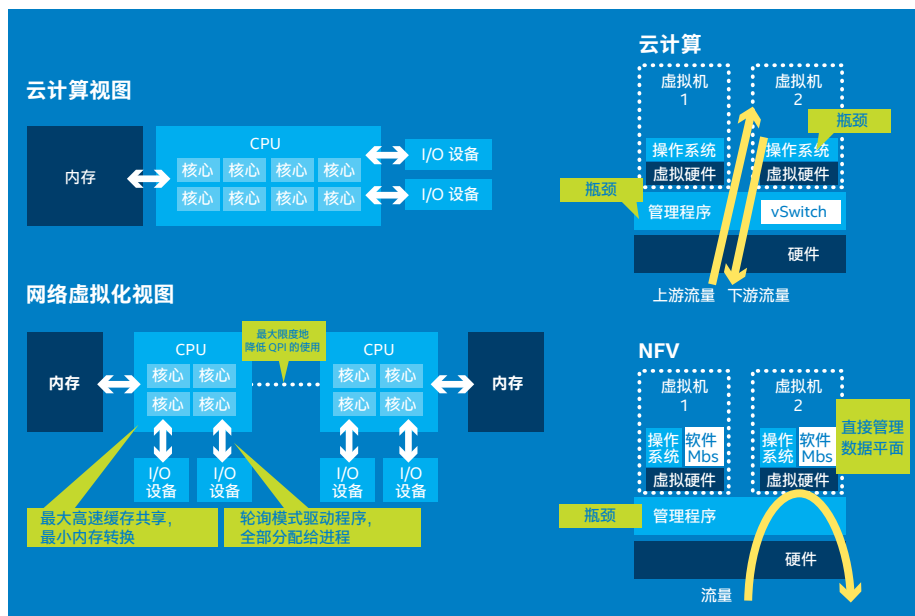 云计算视图
内存
CPU
核心 核心 核心 核心
核心 核心 核心 核心
I/O 设备
I/O 设备
网络虚拟化视图
内存
CPU
核心 核心
核心 核心
最大限度地
降低 QPI 的使用
CPU
核心 核心
核心 核心
内存
I/O
设备
I/O
设备
I/O
设备
I/O
设备
最大高速缓存共享，
最小内存转换
轮询模式驱动程序，
全部分配给进程
云计算
虚拟机
1
虚拟机
2
瓶颈
操作系统
虚拟硬件
操作系统
虚拟硬件
瓶颈
管理程序
vSwitch
硬件
上游流量 下游流量
NFV
虚拟机
1
虚拟机
2
直接管理
数据平面
操作
系统
软件
Mbs
虚拟硬件
操作
系统
软件
Mbs
虚拟硬件
瓶颈
管理程序
硬件
流量